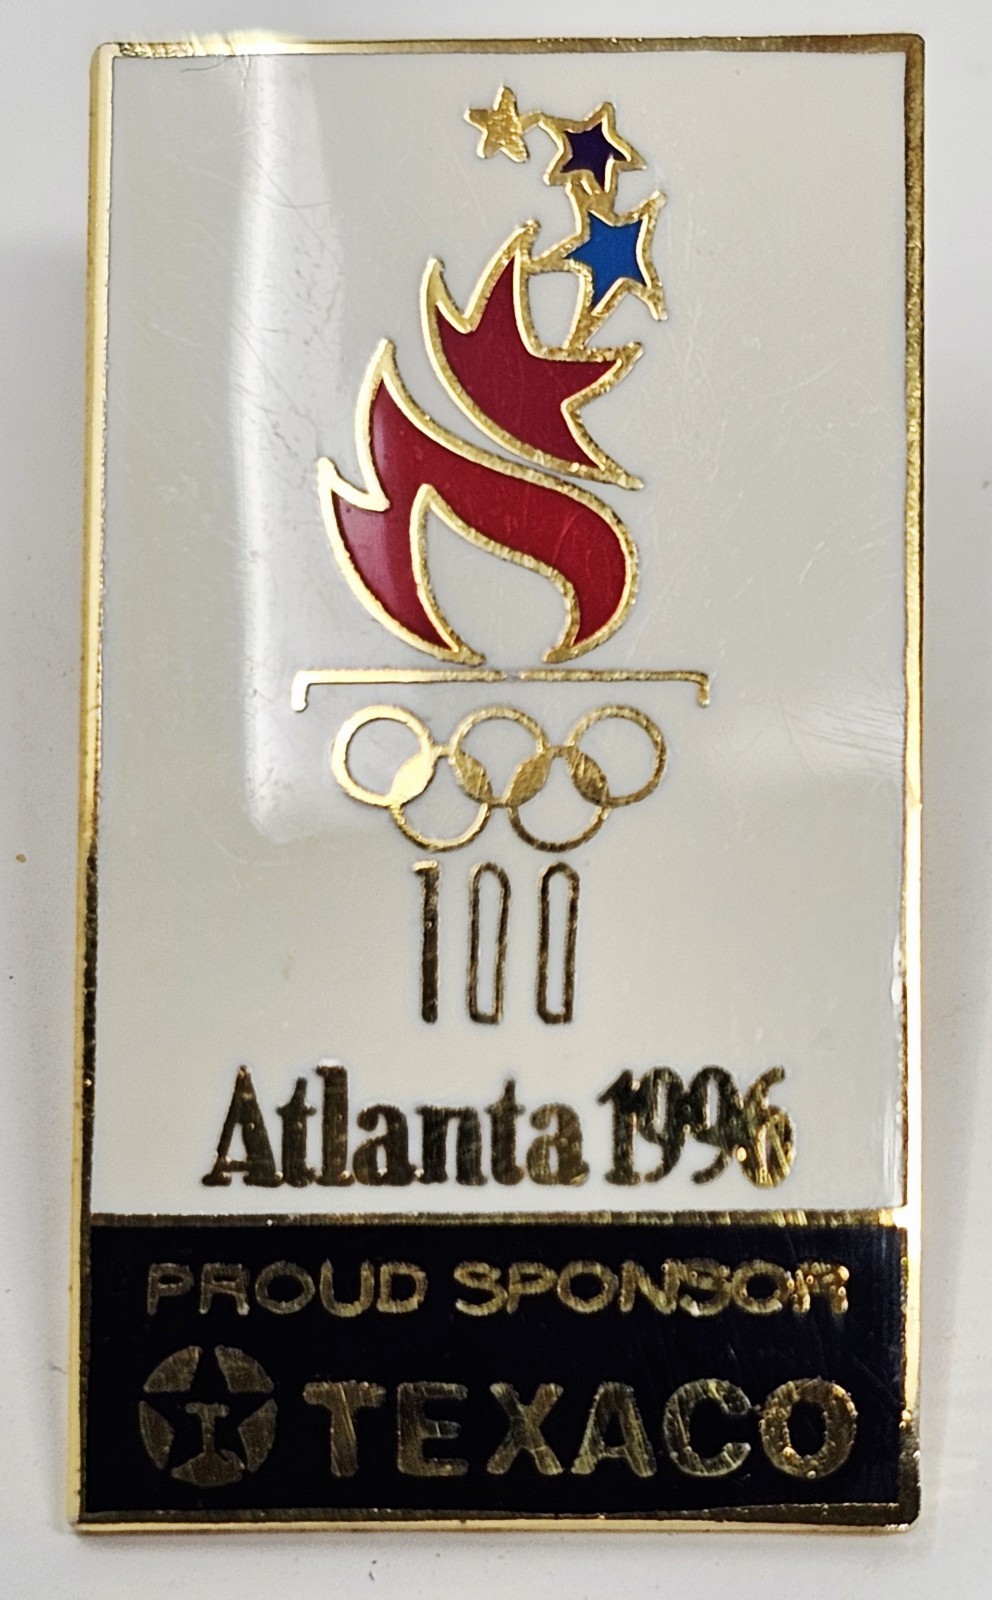 100
Atlanta 1996
PROUD SPONSOR
T TEXACO